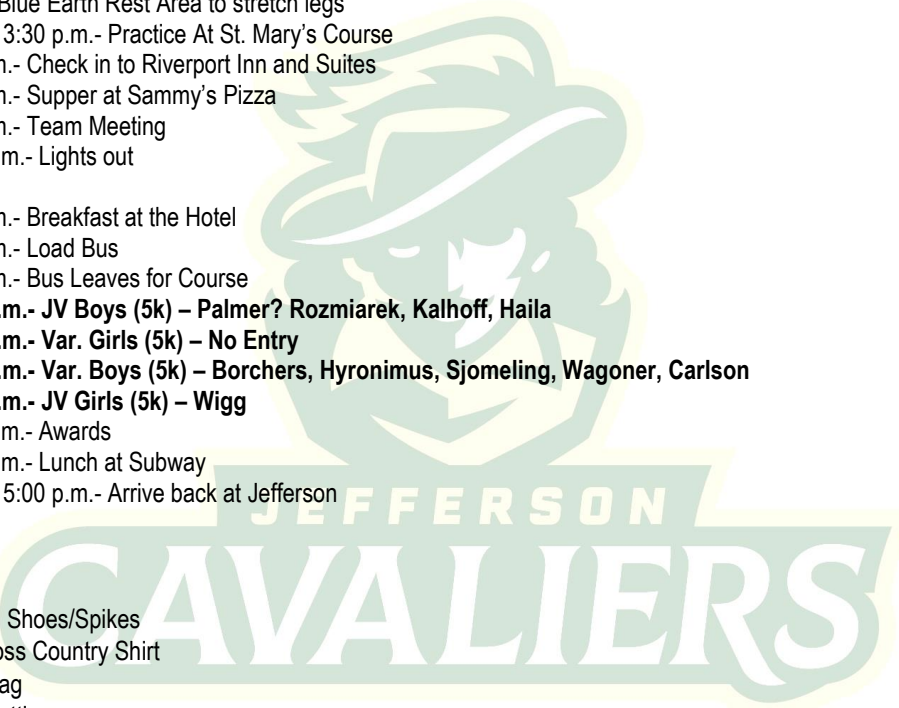 Blue Earth Rest Area to stretch legs
3:30 p.m.- Practice At St. Mary’s Course
m.- Check in to Riverport Inn and Suites
m.- Supper at Sammy’s Pizza
m.- Team Meeting
.m.- Lights out
m.- Breakfast at the Hotel
m.- Load Bus
m.- Bus Leaves for Course
.m.- JV Boys (5k) – Palmer? Rozmiarek, Kalhoff, Haila
.m.- Var. Girls (5k) – No Entry
.m.- Var. Boys (5k) – Borchers, Hyronimus, Sjomeling, Wagoner, Carlson
.m.- JV Girls (5k) – Wigg
.m.- Awards
.m.- Lunch at Subway
5:00 p.m.- Arrive back at Jefferson
JEFFERSON
CAVALIERS
Shoes/Spikes
oss Country Shirt
ag